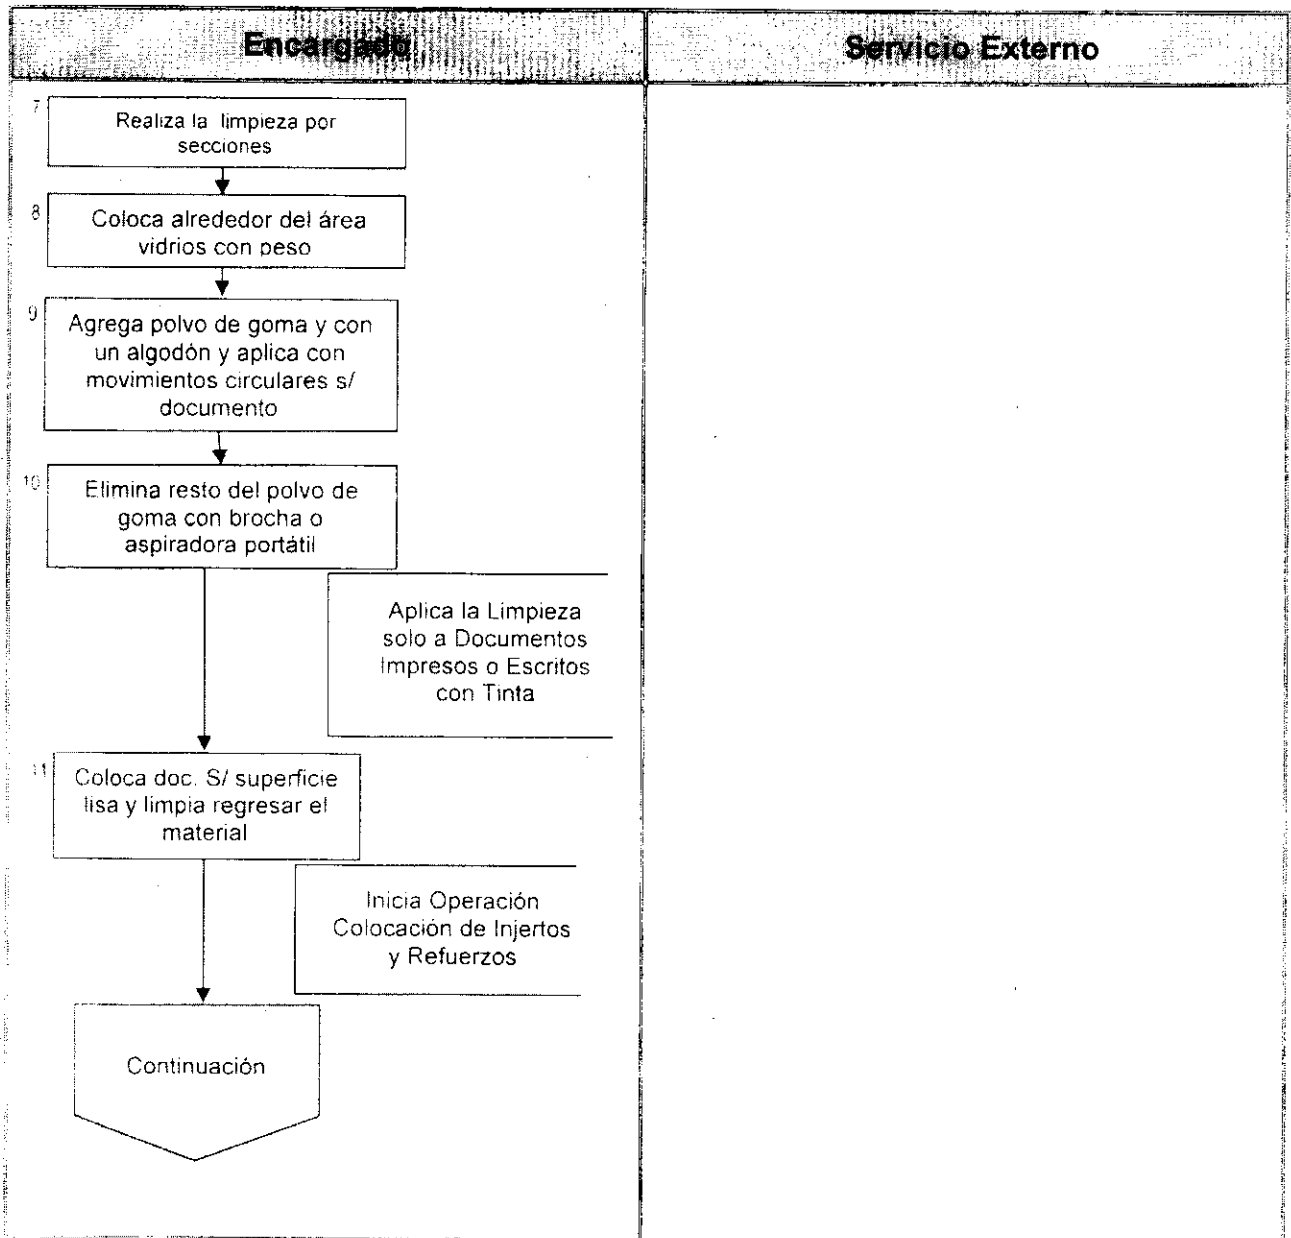 Encargado
Servicio Externo
7
Realiza la limpieza por
secciones
8
Coloca alrededor del área
vidrios con peso
9
Agrega polvo de goma y con
un algodón y aplica con
movimientos circulares s/
documento
10
Elimina resto del polvo de
goma con brocha o
aspiradora portátil
Aplica la Limpieza
solo a Documentos
Impresos o Escritos
con Tinta
11
Coloca doc. S/ superficie
lisa y limpia regresar el
material
Inicia Operación
Colocación de Injertos
y Refuerzos
Continuación